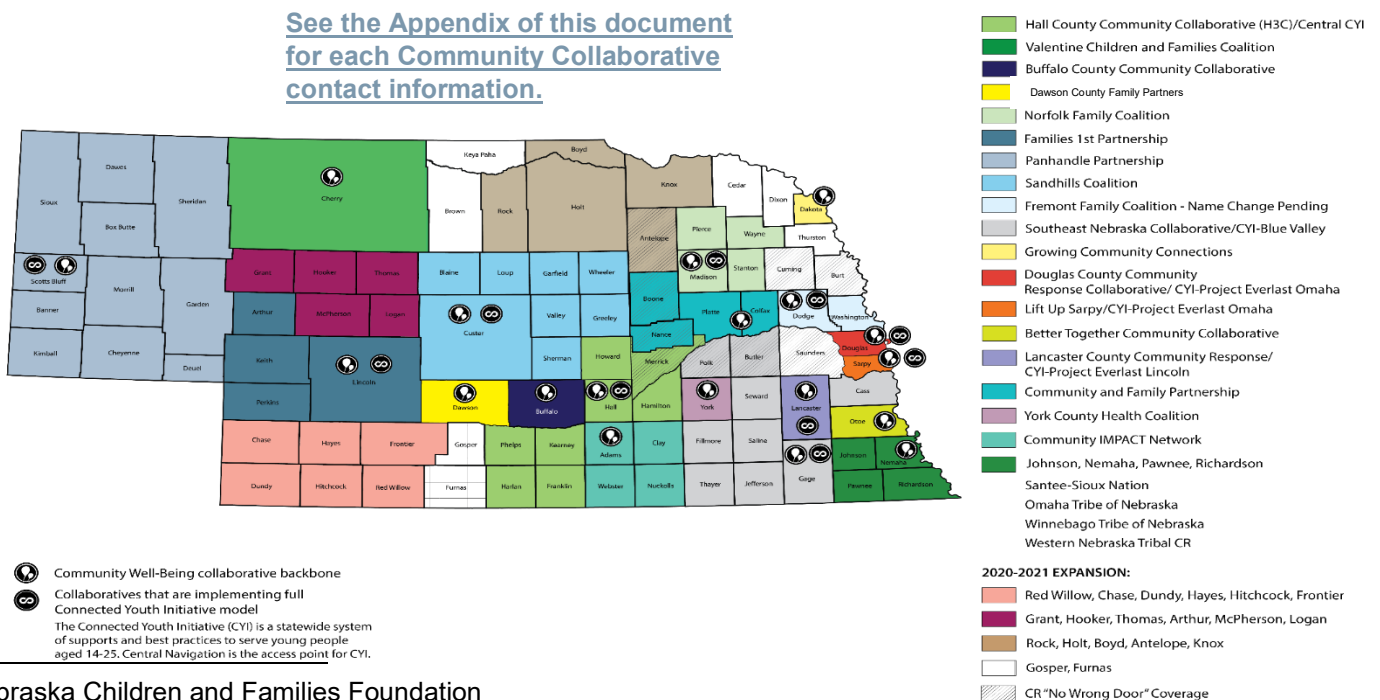 See the Appendix of this document
for each Community Collaborative
contact information.
Hall County Community Collaborative (H3C)/Central CYI
Valentine Children and Families Coalition
Buffalo County Community Collaborative
Dawson County Family Partners
Norfolk Family Coalition
Families 1st Partnership
Panhandle Partnership
Sandhills Coalition
Fremont Family Coalition - Name Change Pending
Southeast Nebraska Collaborative/CYI-Blue Valley
Growing Community Connections
Douglas County Community
Response Collaborative/ CYI-Project Everlast Omaha
Lift Up Sarpy/CYI-Project Everlast Omaha
Better Together Community Collaborative
Lancaster County Community Response/
CYI-Project Everlast Lincoln
Community and Family Partnership
York County Health Coalition
Community IMPACT Network
Johnson, Nemaha, Pawnee, Richardson
Santee-Sioux Nation
Omaha Tribe of Nebraska
Winnebago Tribe of Nebraska
Western Nebraska Tribal CR
2020-2021 EXPANSION:
Red Willow, Chase, Dundy, Hayes, Hitchcock, Frontier
Grant, Hooker, Thomas, Arthur, McPherson, Logan
Rock, Holt, Boyd, Antelope, Knox
Gosper, Furnas
CR "No Wrong Door" Coverage
Sioux
Dawes
Box Butte
Sheridan
Scotts Bluff
Banner
Kimball
Morrill
Cheyenne
Garden
Deuel
Cherry
Keya Paha
Brown
Rock
Boyd
Holt
Knox
Cedar
Dixon
Dakota
Antelope
Pierce
Wayne
Thurston
Madison
Stanton
Cuming
Burt
Grant
Hooker
Thomas
Arthur
McPherson
Logan
Blaine
Loup
Garfield
Wheeler
Custer
Valley
Greeley
Sherman
Boone
Nance
Platte
Colfax
Dodge
Washington
Keith
Perkins
Lincoln
Dawson
Buffalo
Howard
Hall
Merrick
Hamilton
Polk
Butler
Saunders
Douglas
Sarpy
York
Seward
Lancaster
Cass
Otoe
Chase
Hayes
Frontier
Dundy
Hitchcock
Red Willow
Gosper
Furnas
Phelps
Kearney
Harlan
Franklin
Adams
Clay
Webster
Nuckolls
Fillmore
Saline
Thayer
Jefferson
Gage
Johnson
Nemaha
Pawnee
Richardson
Community Well-Being collaborative backbone
Collaboratives that are implementing full
Connected Youth Initiative model
The Connected Youth Initiative (CYI) is a statewide system
of supports and best practices to serve young people
aged 14-25. Central Navigation is the access point for CYI.
braska Children and Families Foundation